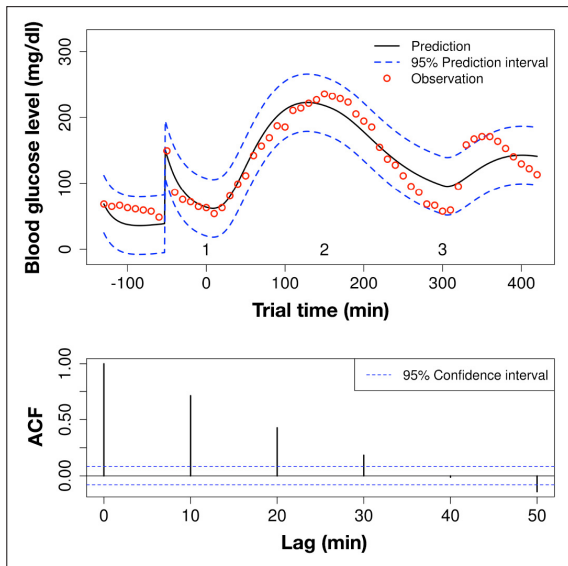 Blood glucose level (mg/dl)
300
200
100
0
Prediction
95% Prediction interval
Observation
1 2 3
-100 0 100 200 300 400
Trial time (min)
ACF
1.00
0.50
0.00
95% Confidence interval
0 10 20 30 40 50
Lag (min)